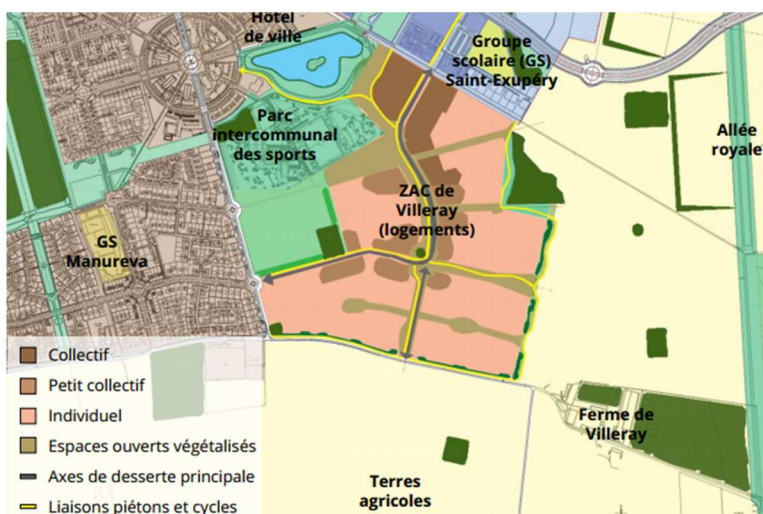 Hôtel
de ville
Groupe
scolaire (GS)
Saint-Exupéry
Parc
intercommunal
des sports
Allée
royale
ZAC de
Villeray
(logements)
GS
Manureva
Collectif
Petit collectif
Individuel
Espaces ouverts végétalisés
Axes de desserte principale
Liaisons piétons et cycles
Ferme de
Villeray
Terres
agricoles